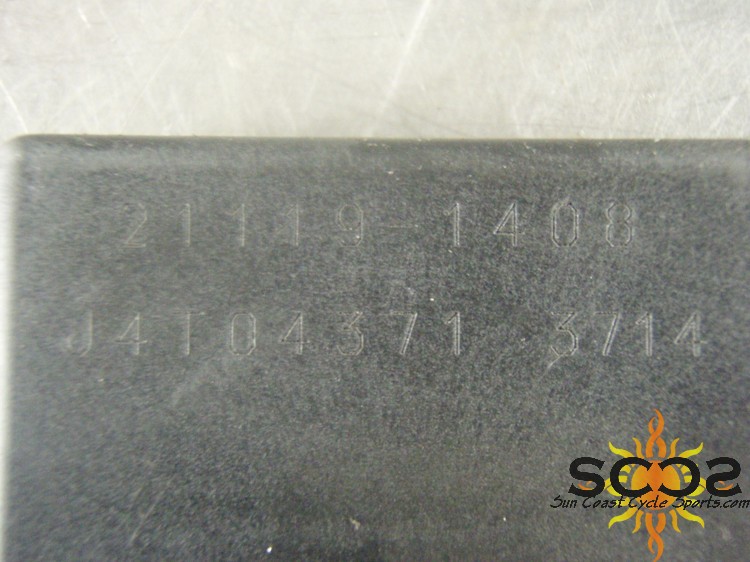 21119-1408
J4T04371 3714
SCCS
Sun Coast Cycle Sports.com